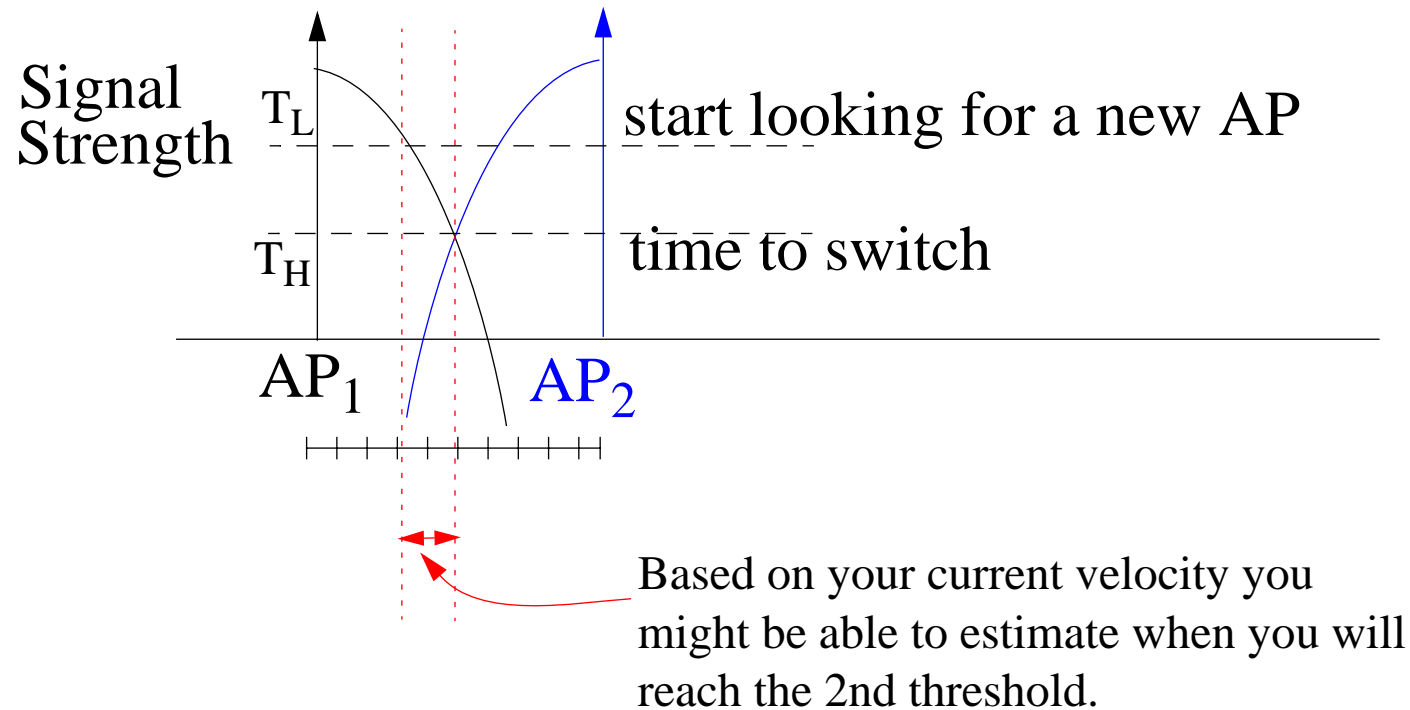 Signal
Strength
T_L
start looking for a new AP
T_H
time to switch
AP_1
AP_2
Based on your current velocity you
might be able to estimate when you will
reach the 2nd threshold.